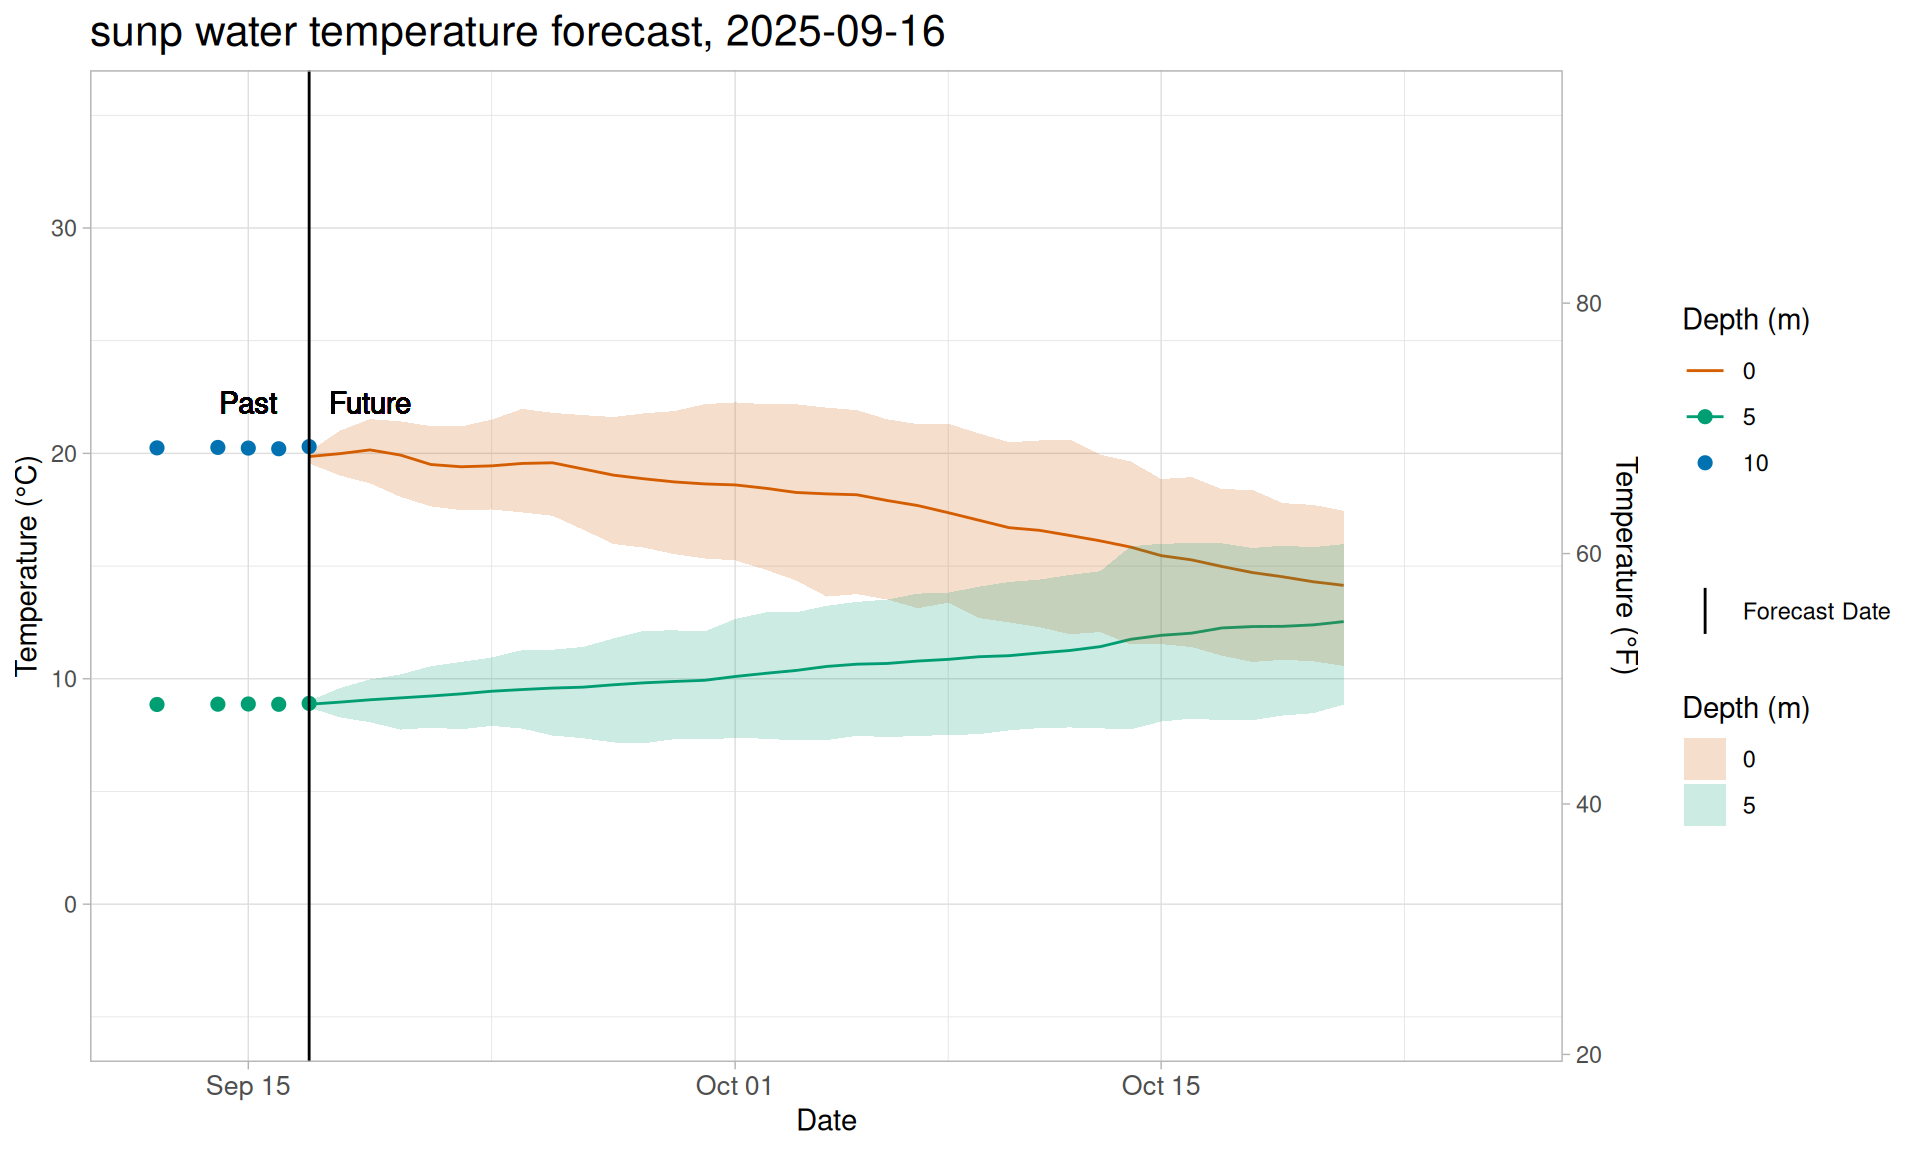 sunp water temperature forecast, 2025-09-16
30
20
10
0
Temperature (°C)
Past
Future
Sep 15
Oct 01
Oct 15
Date
80
60
40
20
Temperature (°F)
Depth (m)
0
5
10
Forecast Date
Depth (m)
0
5